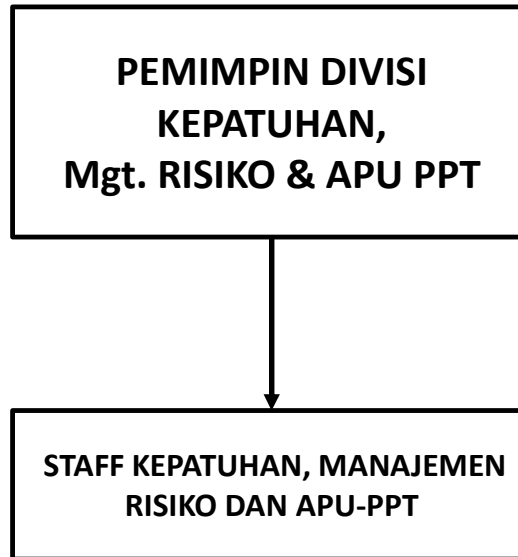 PEMIMPIN DIVISI
KEPATUHAN,
Mgt. RISIKO & APU PPT
STAFF KEPATUHAN, MANAJEMEN
RISIKO DAN APU-PPT